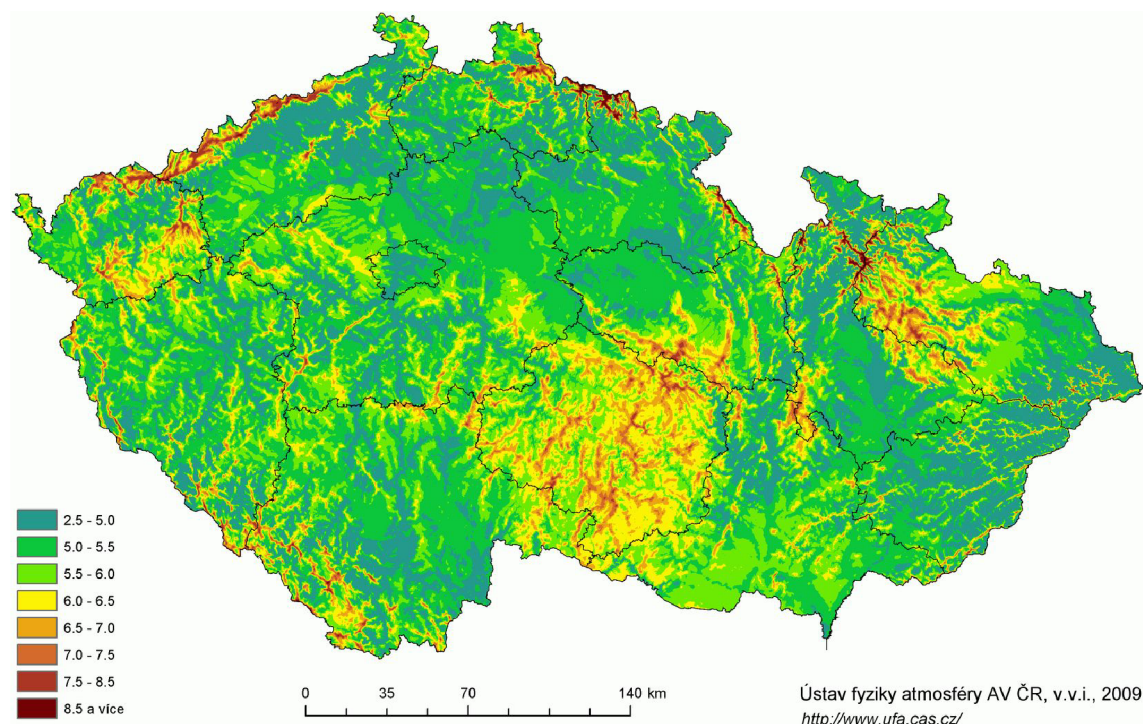 2.5 - 5.0
5.0 - 5.5
5.5 - 6.0
6.0 - 6.5
6.5 - 7.0
7.0 - 7.5
7.5 - 8.5
8.5 a více
0 35 70 140 km
Ústav fyziky atmosféry AV ČR, v.v.i., 2009
http://www.ufa.cas.cz/